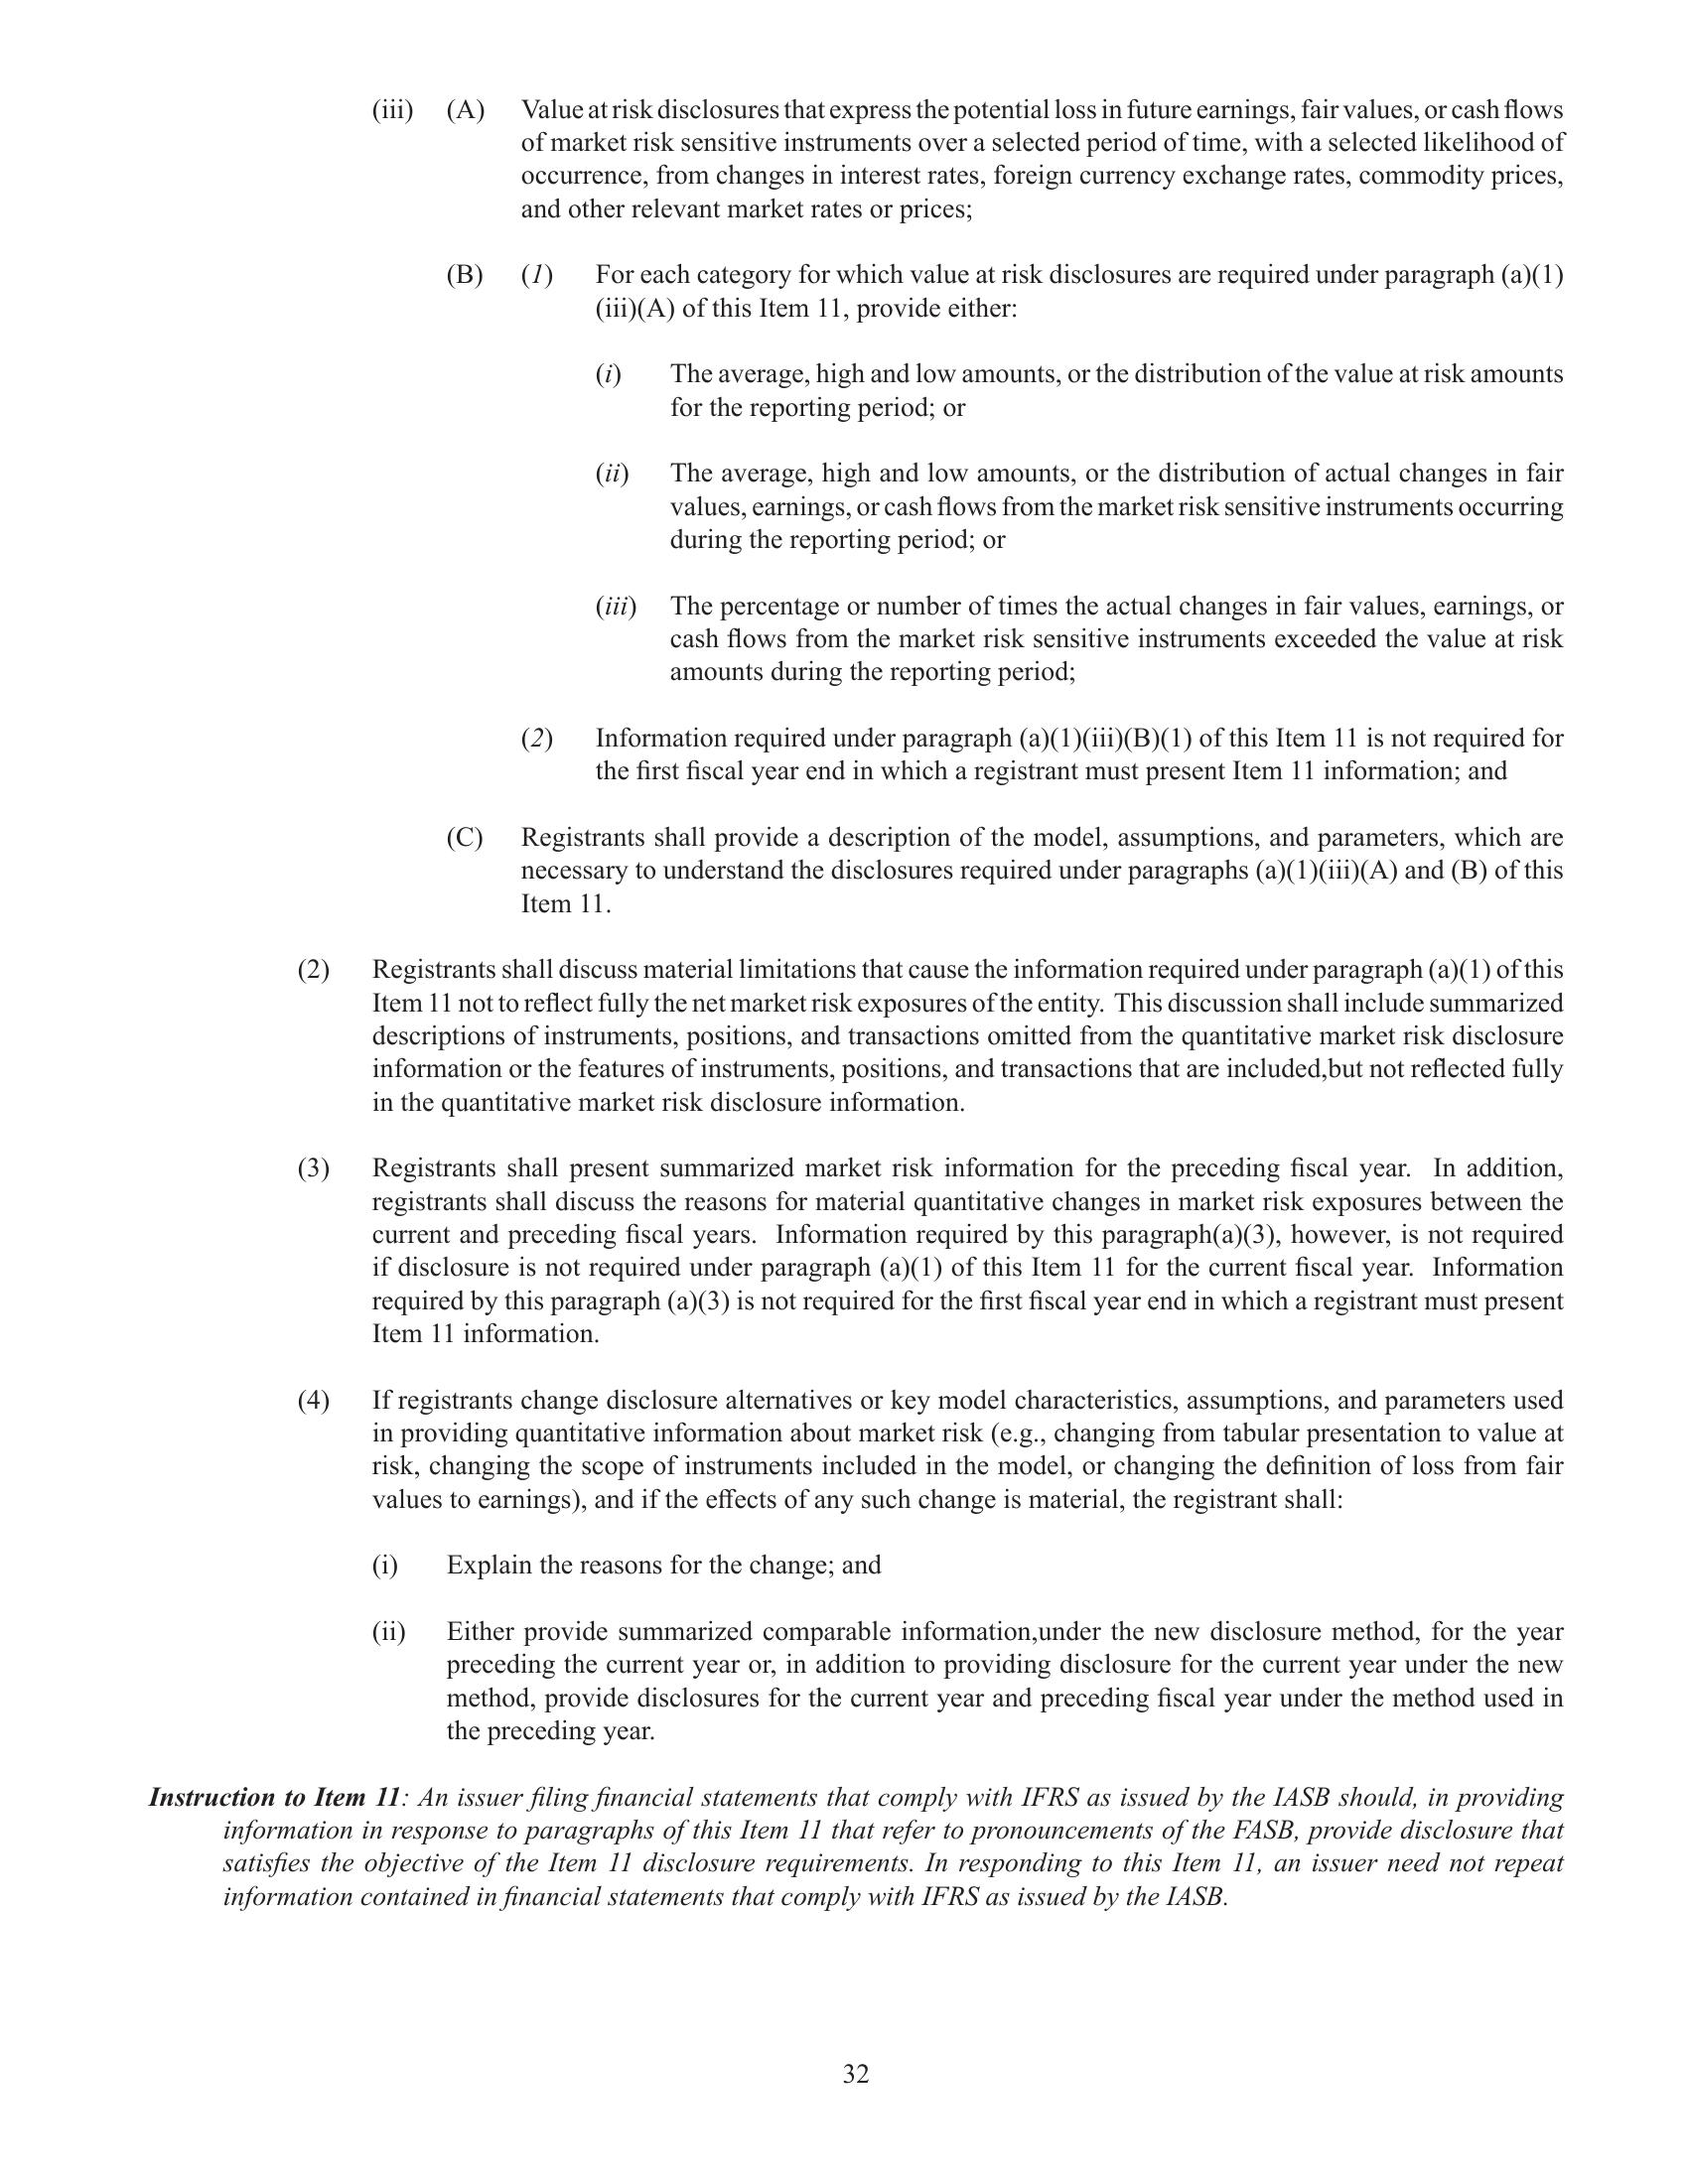 (iii) (A) Value at risk disclosures that express the potential loss in future earnings, fair values, or cash flows
of market risk sensitive instruments over a selected period of time, with a selected likelihood of
occurrence, from changes in interest rates, foreign currency exchange rates, commodity prices,
and other relevant market rates or prices;
(B) (1) For each category for which value at risk disclosures are required under paragraph (a)(1)
(iii)(A) of this Item 11, provide either:
(i) The average, high and low amounts, or the distribution of the value at risk amounts
for the reporting period; or
(ii) The average, high and low amounts, or the distribution of actual changes in fair
values, earnings, or cash flows from the market risk sensitive instruments occurring
during the reporting period; or
(iii) The percentage or number of times the actual changes in fair values, earnings, or
cash flows from the market risk sensitive instruments exceeded the value at risk
amounts during the reporting period;
(2) Information required under paragraph (a)(1)(iii)(B)(1) of this Item 11 is not required for
the first fiscal year end in which a registrant must present Item 11 information; and
(C) Registrants shall provide a description of the model, assumptions, and parameters, which are
necessary to understand the disclosures required under paragraphs (a)(1)(iii)(A) and (B) of this
Item 11.
(2) Registrants shall discuss material limitations that cause the information required under paragraph (a)(1) of this
Item 11 not to reflect fully the net market risk exposures of the entity. This discussion shall include summarized
descriptions of instruments, positions, and transactions omitted from the quantitative market risk disclosure
information or the features of instruments, positions, and transactions that are included,but not reflected fully
in the quantitative market risk disclosure information.
(3) Registrants shall present summarized market risk information for the preceding fiscal year. In addition,
registrants shall discuss the reasons for material quantitative changes in market risk exposures between the
current and preceding fiscal years. Information required by this paragraph(a)(3), however, is not required
if disclosure is not required under paragraph (a)(1) of this Item 11 for the current fiscal year. Information
required by this paragraph (a)(3) is not required for the first fiscal year end in which a registrant must present
Item 11 information.
(4) If registrants change disclosure alternatives or key model characteristics, assumptions, and parameters used
in providing quantitative information about market risk (e.g., changing from tabular presentation to value at
risk, changing the scope of instruments included in the model, or changing the definition of loss from fair
values to earnings), and if the effects of any such change is material, the registrant shall:
(i) Explain the reasons for the change; and
(ii) Either provide summarized comparable information,under the new disclosure method, for the year
preceding the current year or, in addition to providing disclosure for the current year under the new
method, provide disclosures for the current year and preceding fiscal year under the method used in
the preceding year.
Instruction to Item 11: An issuer filing financial statements that comply with IFRS as issued by the IASB should, in providing
information in response to paragraphs of this Item 11 that refer to pronouncements of the FASB, provide disclosure that
satisfies the objective of the Item 11 disclosure requirements. In responding to this Item 11, an issuer need not repeat
information contained in financial statements that comply with IFRS as issued by the IASB.
32